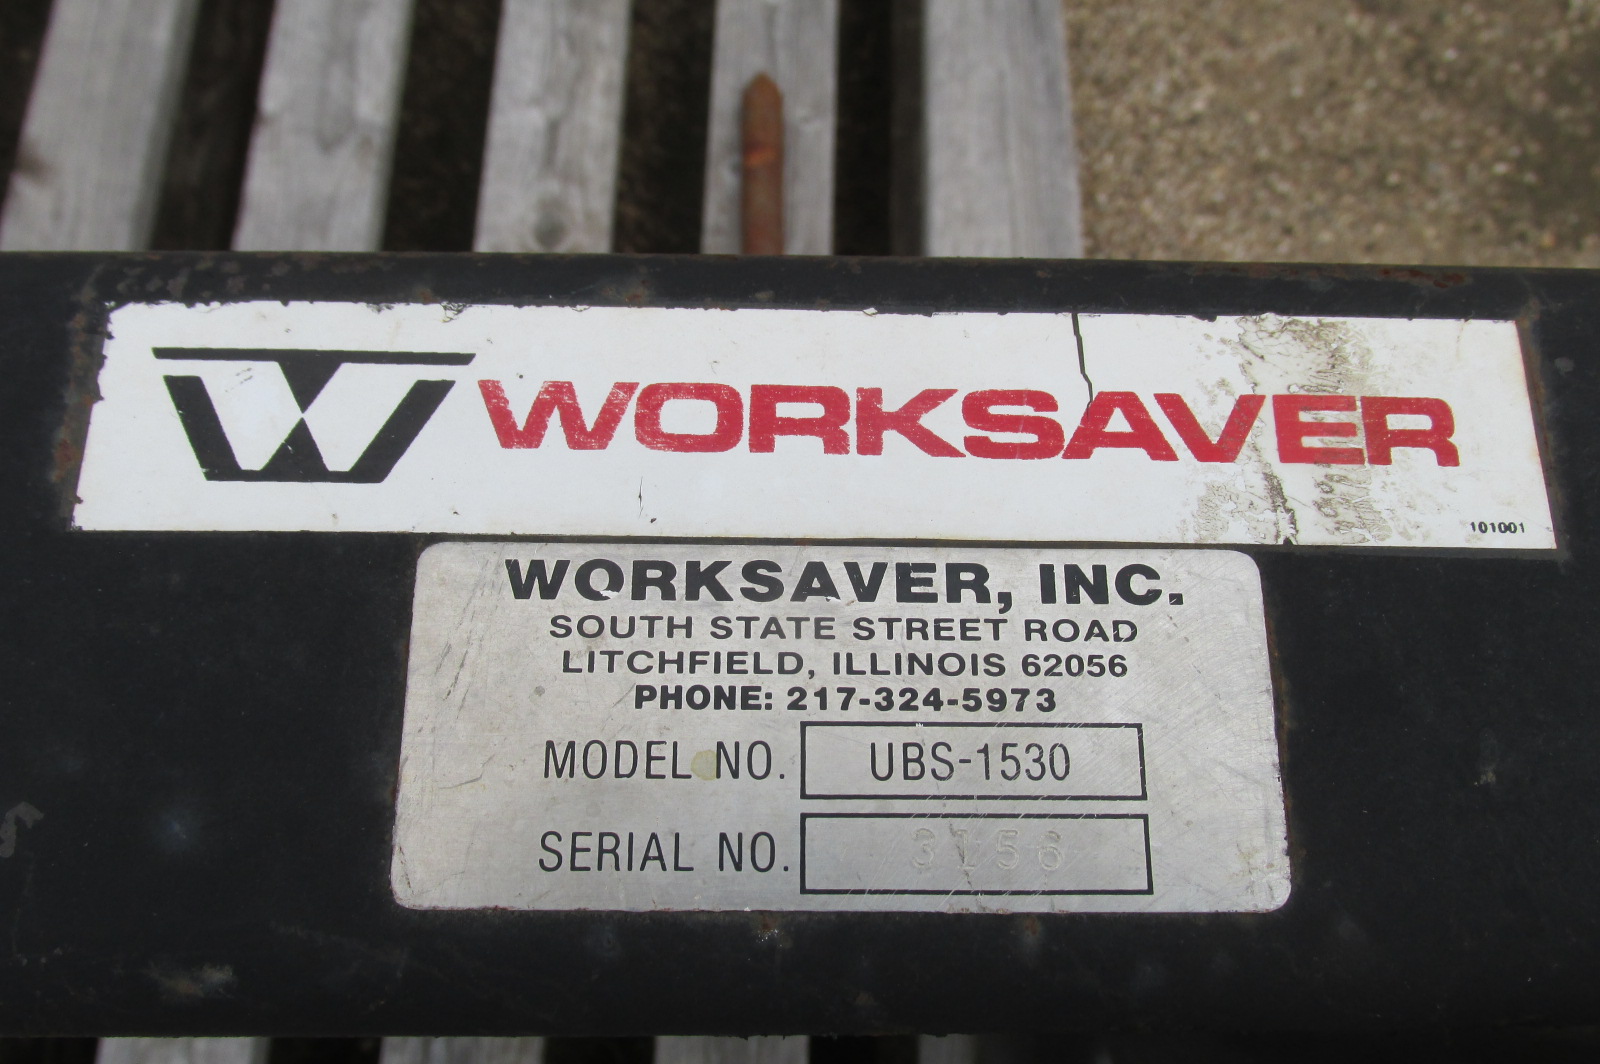 WORKSAVER
101001
WORKSAVER, INC.
SOUTH STATE STREET ROAD
LITCHFIELD, ILLINOIS 62056
PHONE: 217-324-5973
MODEL NO. UBS-1530
SERIAL NO. 3156